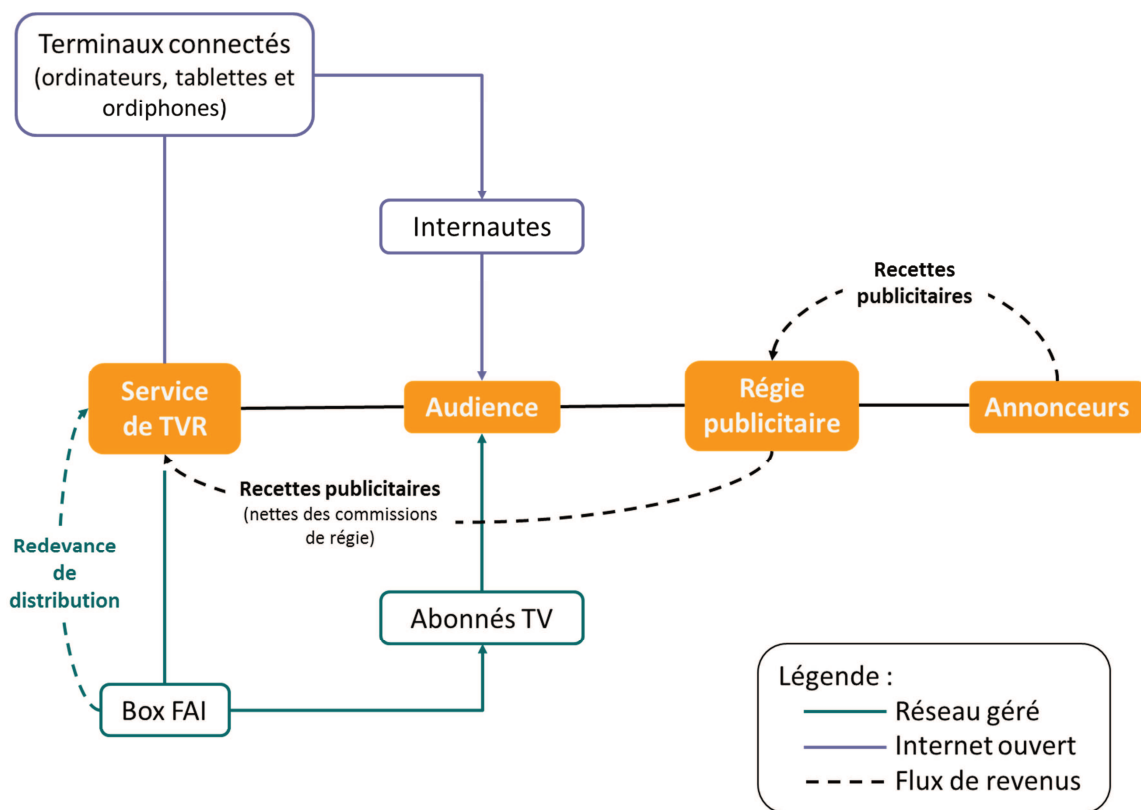 Terminaux connectés
(ordinateurs, tablettes et
ordiphones)
Internautes
Recettes
publicitaires
Service
de TVR
Audience
Régie
publicitaire
Annonceurs
Recettes publicitaires
(nettes des commissions
de régie)
Redevance
de
distribution
Abonnés TV
Box FAI
Légende :
Réseau géré
Internet ouvert
Flux de revenus